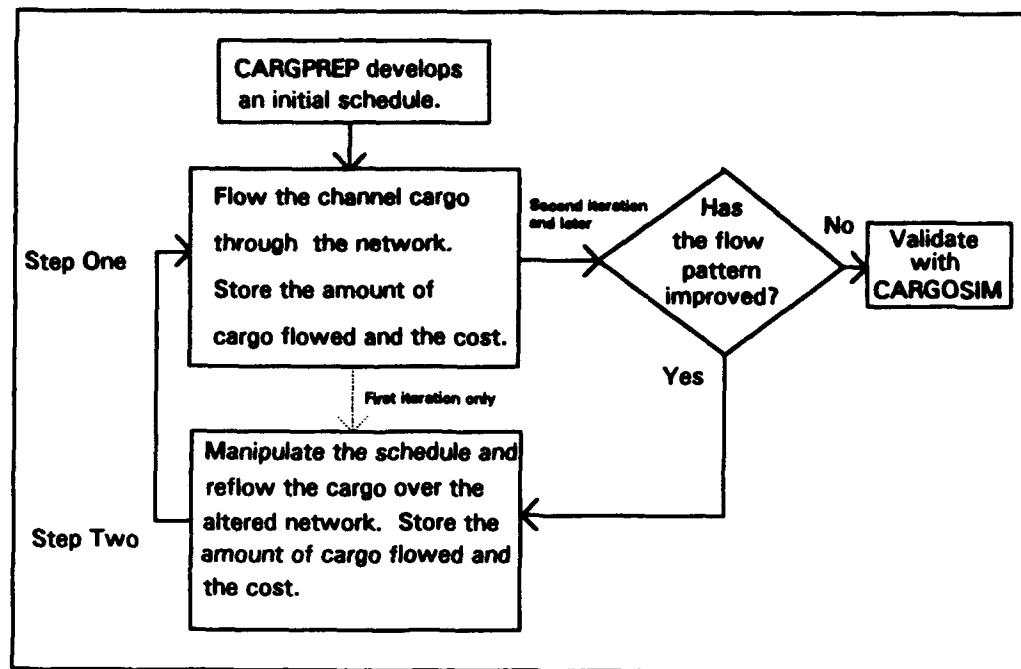 CARGPREP develops
an initial schedule.
Flow the channel cargo
through the network.
Store the amount of
cargo flowed and the cost.
Step One
Second iteration
and later
Has
the flow
pattern
improved?
No
Validate
with
CARGOSIM
Yes
First iteration only
Manipulate the schedule and
reflow the cargo over the
altered network. Store the
amount of cargo flowed and
the cost.
Step Two